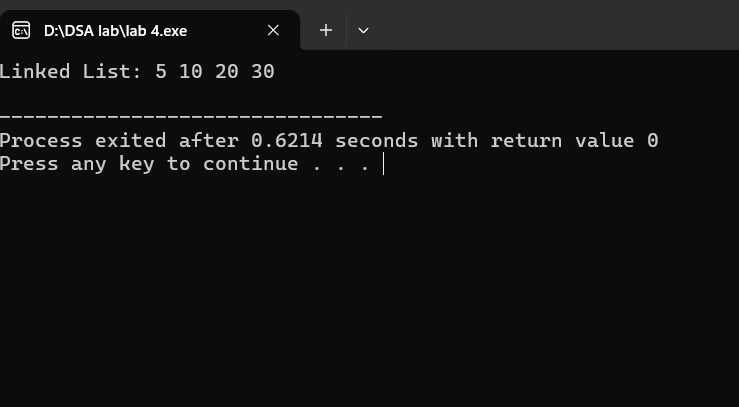 D:\DSA lab\lab 4.exe
Linked List: 5 10 20 30
--------------------------------
Process exited after 0.6214 seconds with return value 0
Press any key to continue . . .